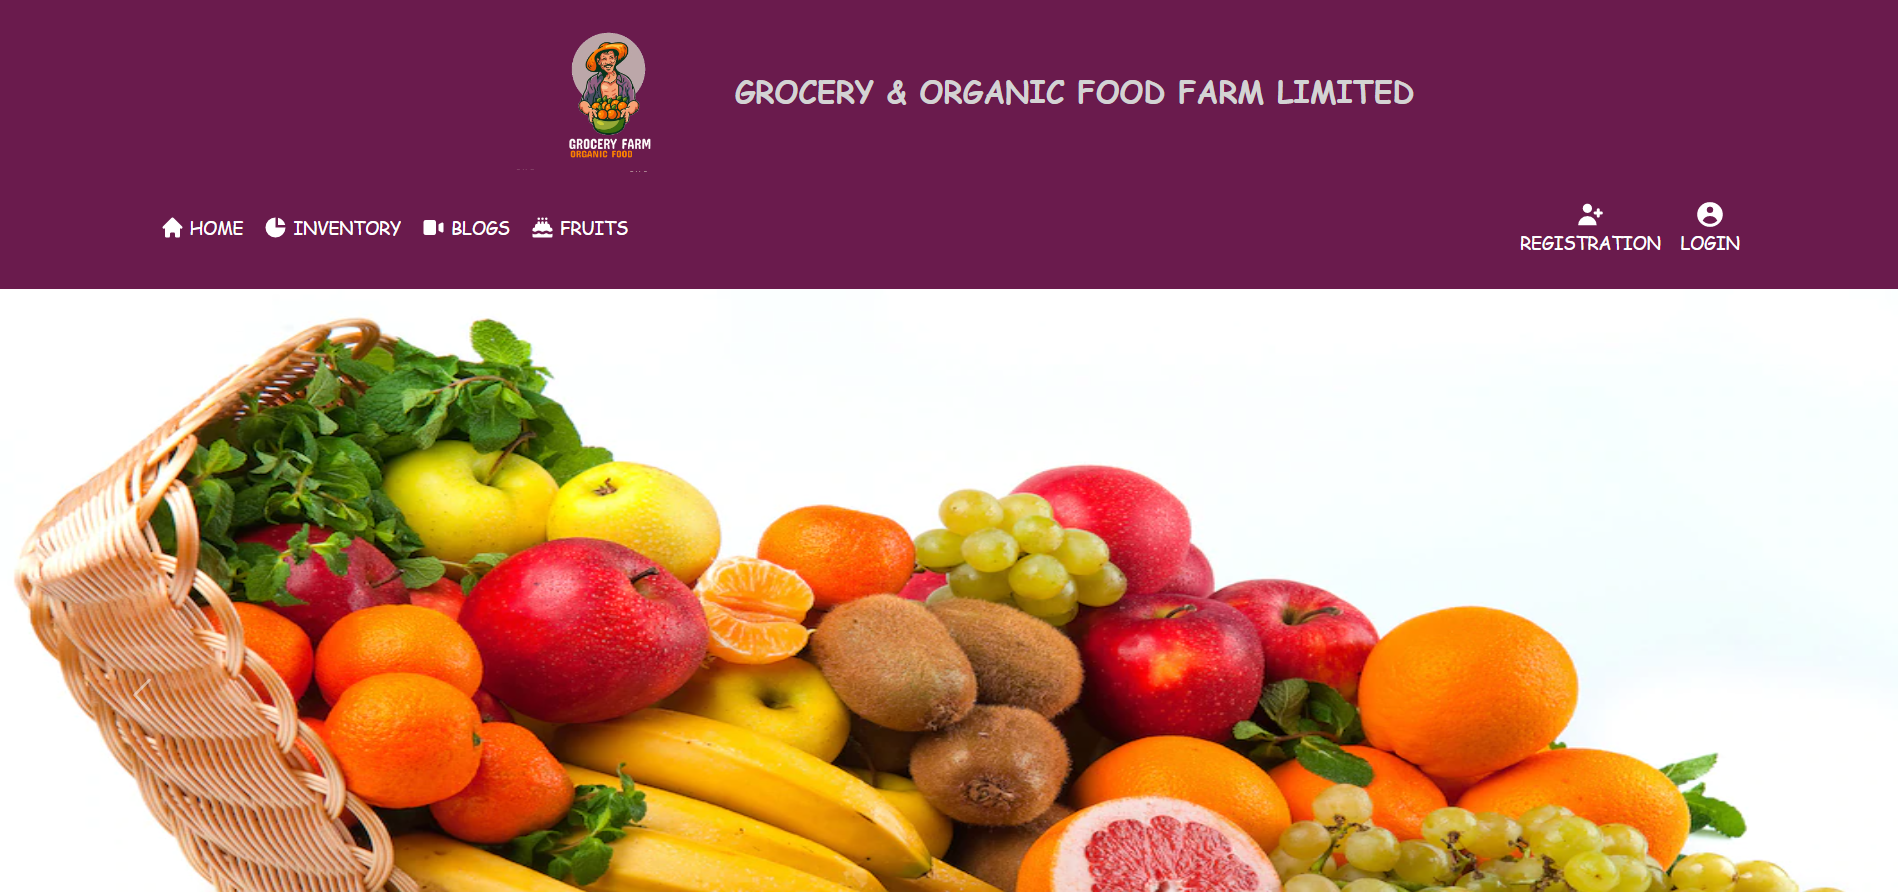 GROCERY FARM
ORGANIC FOOD
GROCERY & ORGANIC FOOD FARM LIMITED
HOME INVENTORY BLOGS FRUITS
REGISTRATION LOGIN